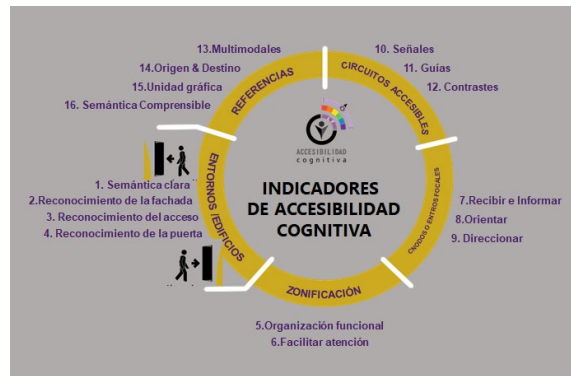 13.Multimodales
14.Origen & Destino
15.Unidad gráfica
16. Semántica Comprensible
10. Señales
11. Guías
12. Contrastes
REFERENCIAS
CIRCUITOS ACCESIBLES
ACCESIBILIDAD
cognitiva
INDICADORES
DE ACCESIBILIDAD
COGNITIVA
ENTORNOS /EDIFICIOS
1. Semántica clara
2.Reconocimiento de la fachada
3. Reconocimiento del acceso
4. Reconocimiento de la puerta
CNODOS O ENTROS FOCALES
7.Recibir e Informar
8.Orientar
9. Direccionar
ZONIFICACIÓN
5.Organización funcional
6.Facilitar atención